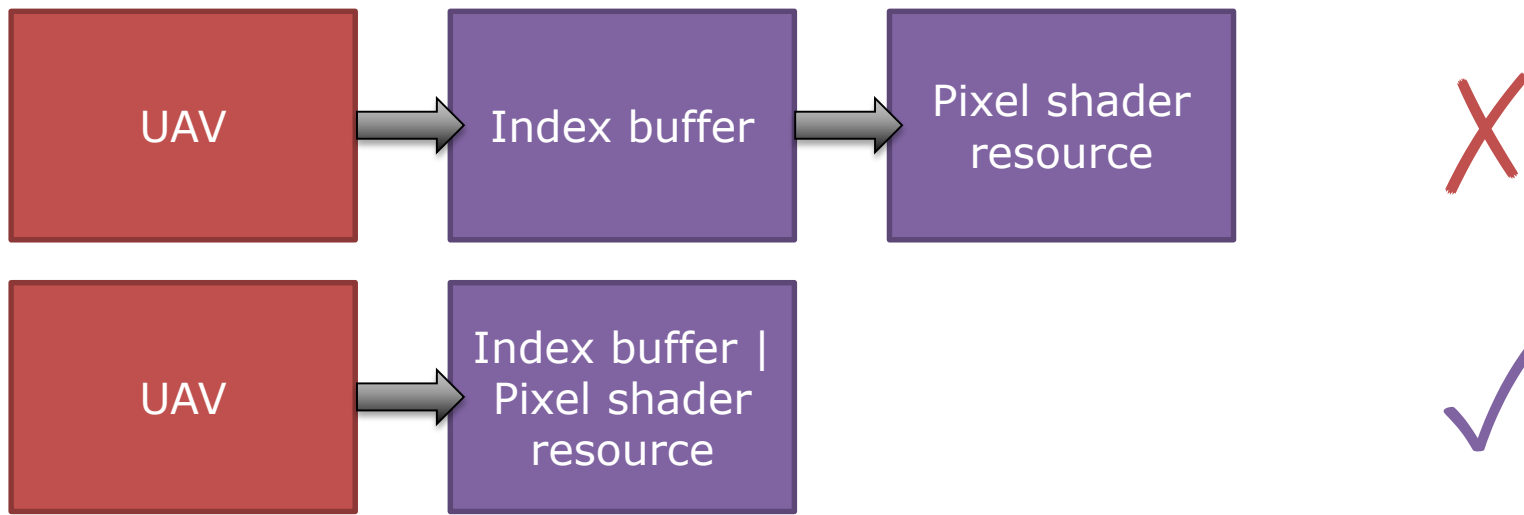 UAV
Index buffer
Pixel shader
resource
UAV
Index buffer |
Pixel shader
resource